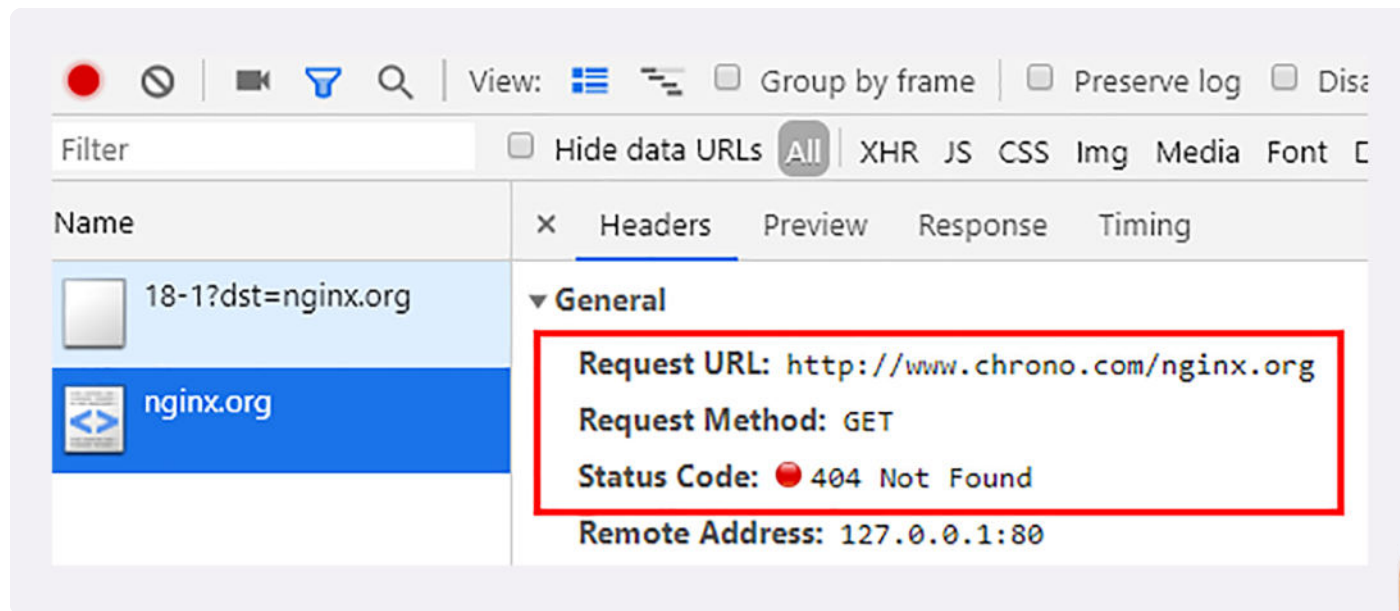 View: Group by frame Preserve log Disa
Filter Hide data URLs All XHR JS CSS Img Media Font D
Name
× Headers Preview Response Timing
18-1?dst=nginx.org
nginx.org
General
Request URL: http://www.chrono.com/nginx.org
Request Method: GET
Status Code: 404 Not Found
Remote Address: 127.0.0.1:80